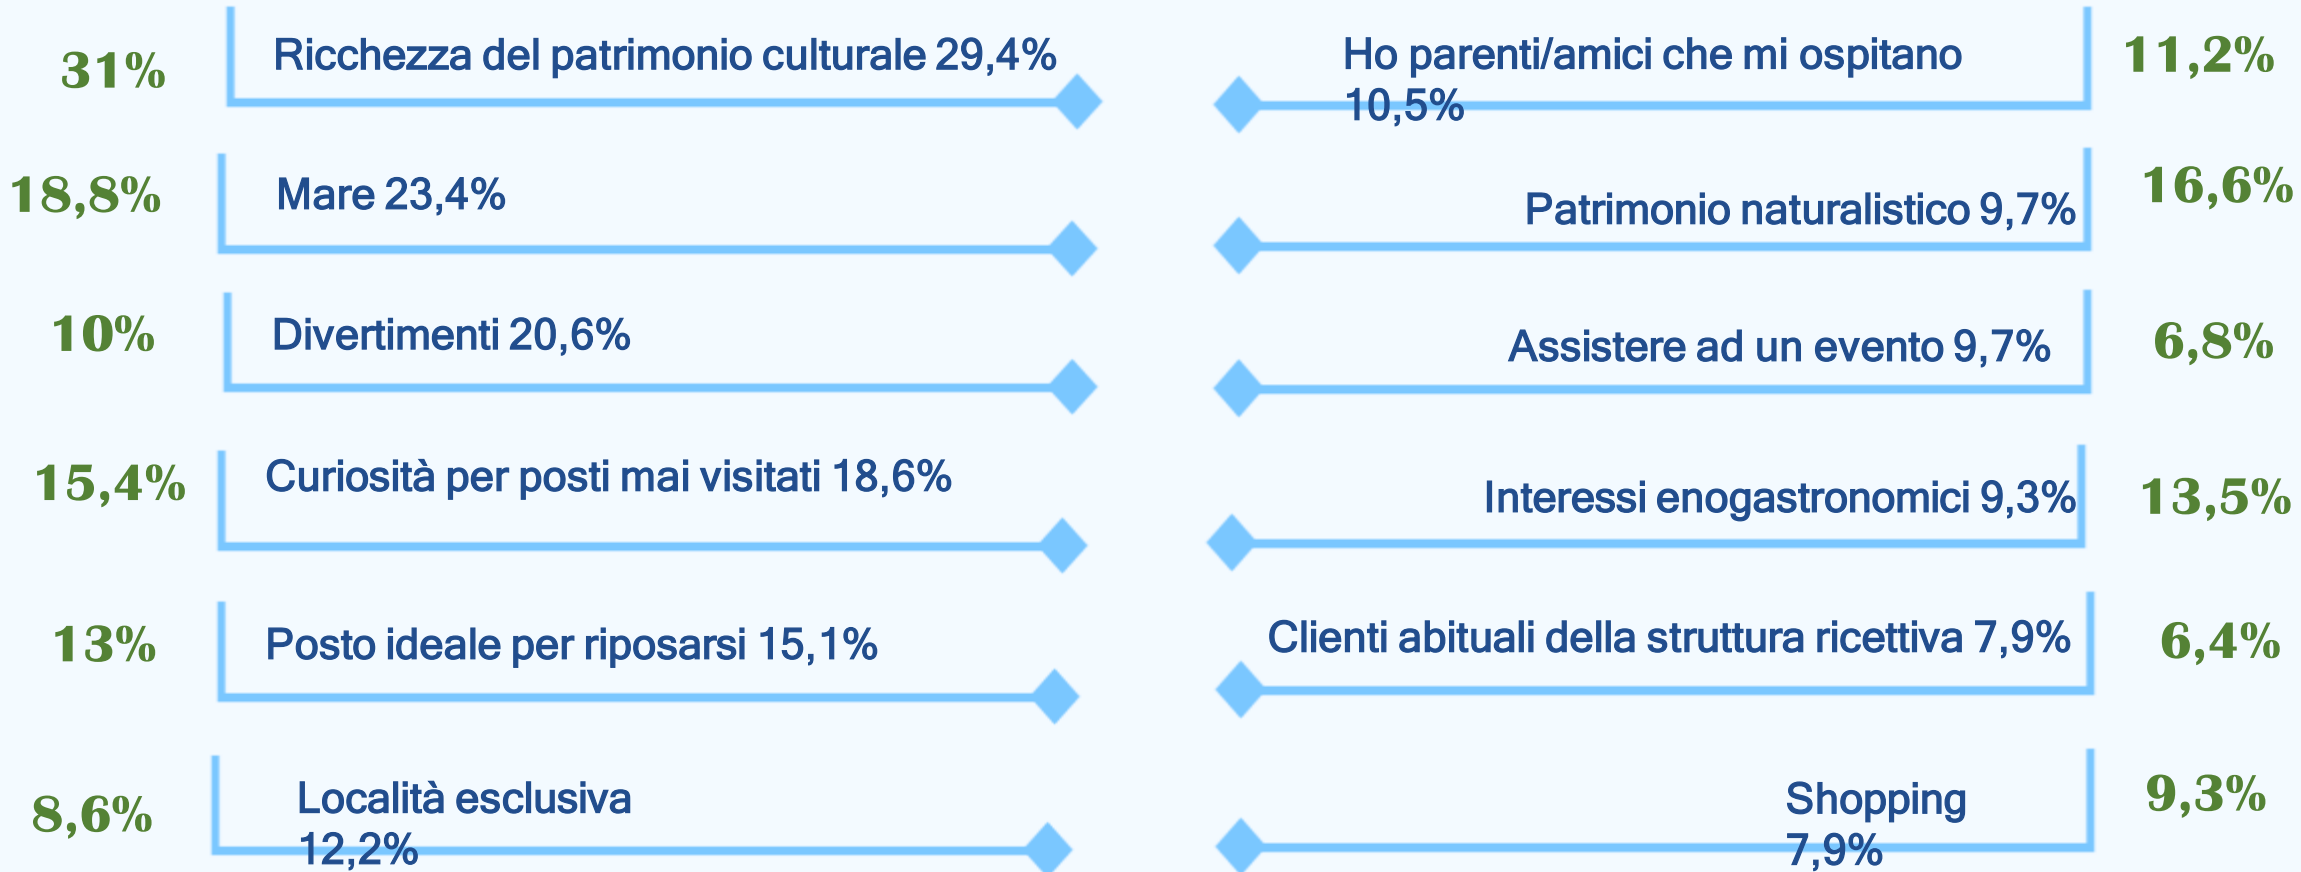 31%
Ricchezza del patrimonio culturale 29,4%
18,8%
Mare 23,4%
10%
Divertimenti 20,6%
15,4%
Curiosità per posti mai visitati 18,6%
13%
Posto ideale per riposarsi 15,1%
8,6%
Località esclusiva
12,2%
Ho parenti/amici che mi ospitano
10,5%
11,2%
Patrimonio naturalistico 9,7%
16,6%
Assistere ad un evento 9,7%
6,8%
Interessi enogastronomici 9,3%
13,5%
Clienti abituali della struttura ricettiva 7,9%
6,4%
Shopping
7,9%
9,3%